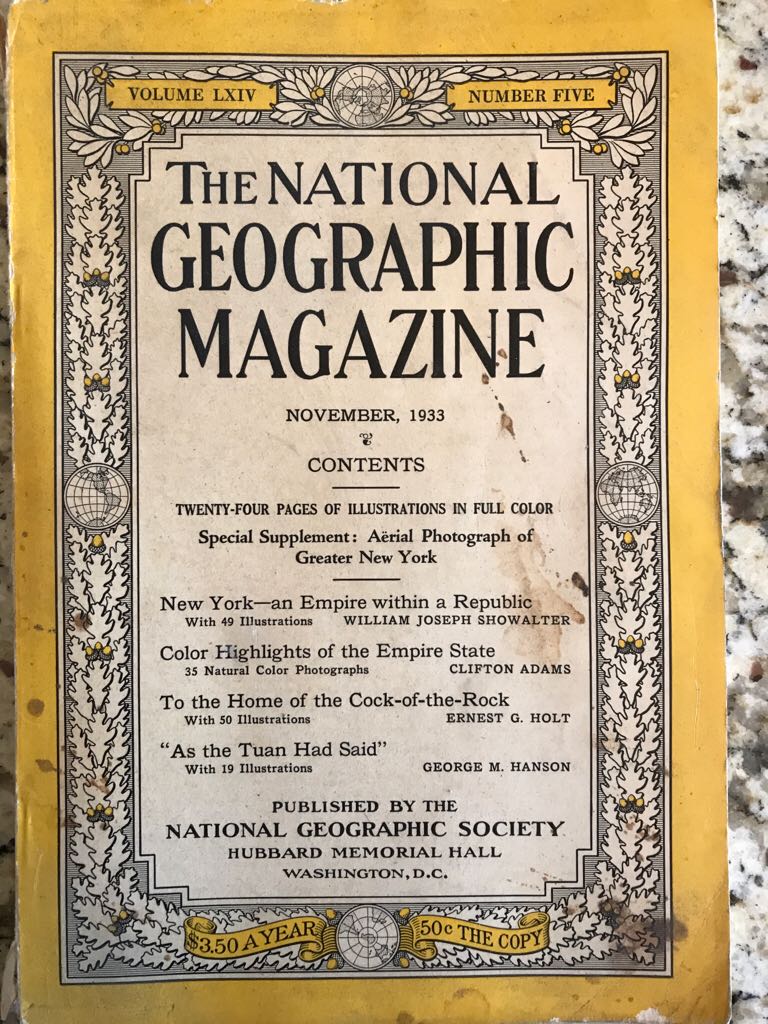 VOLUME LXIV
NUMBER FIVE
THE NATIONAL
GEOGRAPHIC
MAGAZINE
NOVEMBER, 1933
CONTENTS
TWENTY-FOUR PAGES OF ILLUSTRATIONS IN FULL COLOR
Special Supplement: Aërial Photograph of
Greater New York
New York—an Empire within a Republic
With 49 Illustrations WILLIAM JOSEPH SHOWALTER
Color Highlights of the Empire State
35 Natural Color Photographs CLIFTON ADAMS
To the Home of the Cock-of-the-Rock
With 50 Illustrations ERNEST G. HOLT
"As the Tuan Had Said"
With 19 Illustrations GEORGE M. HANSON
PUBLISHED BY THE
NATIONAL GEOGRAPHIC SOCIETY
HUBBARD MEMORIAL HALL
WASHINGTON, D.C.
$3.50 A YEAR
50c THE COPY